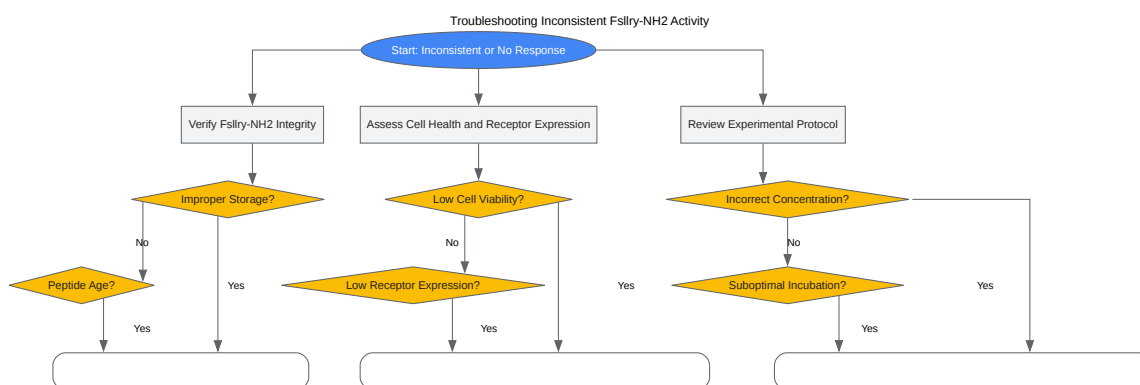 Troubleshooting Inconsistent Fsllry-NH2 Activity
Start: Inconsistent or No Response
Verify Fsllry-NH2 Integrity
Assess Cell Health and Receptor Expression
Review Experimental Protocol
Improper Storage?
Low Cell Viability?
Incorrect Concentration?
No
No
No
Peptide Age?
Yes
Low Receptor Expression?
Yes
Suboptimal Incubation?
Yes
Yes
Yes
Yes